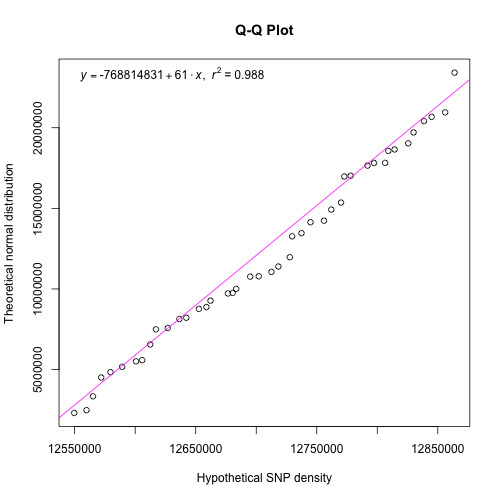 Q-Q Plot
y = -768814831 + 61 · x, r² = 0.988
20000000
15000000
10000000
5000000
Theoretical normal distribution
12550000 12650000 12750000 12850000
Hypothetical SNP density